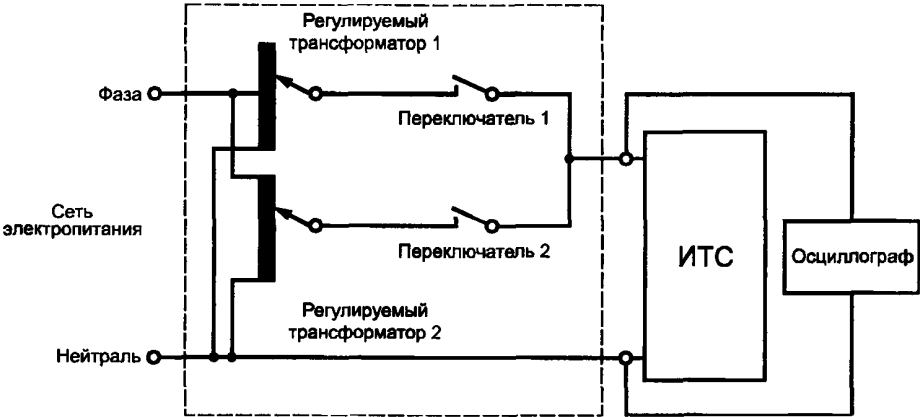 Регулируемый
трансформатор 1
Фаза
Переключатель 1
Сеть
электропитания
Переключатель 2
ИТС
Осциллограф
Регулируемый
трансформатор 2
Нейтраль